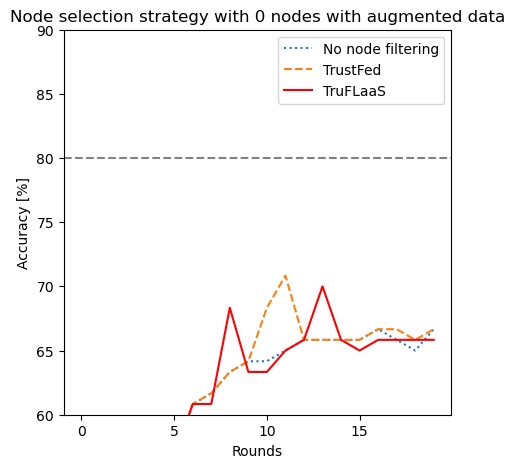 Node selection strategy with 0 nodes with augmented data
No node filtering
TrustFed
TruFLaaS
Accuracy [%]
90
85
80
75
70
65
60
0 5 10 15
Rounds